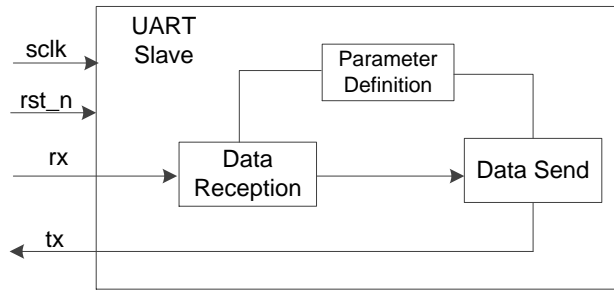 UART
Slave
sclk
rst_n
rx
tx
Parameter
Definition
Data
Reception
Data Send